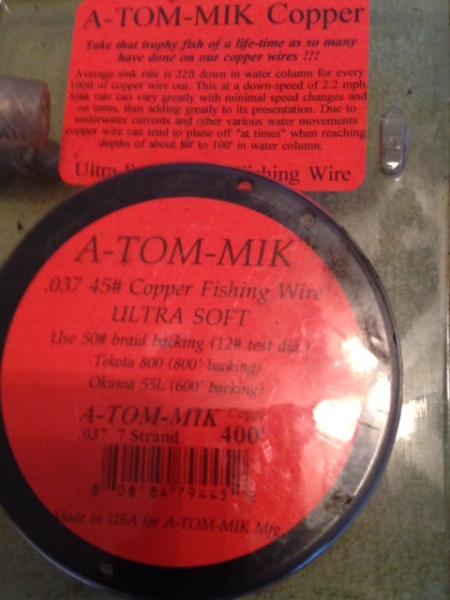 A-TOM-MIK Copper
Take that trophy fish of a life-time as so many
have done on our copper wires !!!
Average sink rate is 22ft down in water column for every
100ft of copper wire out. This at a down-speed of 2.2 mph.
Sink rate can vary greatly with minimal speed changes and
on turns, thus adding greatly to its presentation. Due to
underwater currents and other various water movements
copper wire can tend to plane off "at times" when reaching
depths of about 80' to 100' in water column.
Ultra Fishing Wire
A-TOM-MIK
.037 45# Copper Fishing Wire
ULTRA SOFT
Use 50# braid backing (12# test dia.)
Tekota 800 (800' backing)
Okuma 55L (600' backing)
A-TOM-MIK Copper
.037 7 Strand 400'
8 08'84 79445 8
Made in USA for A-TOM-MIK Mfg.